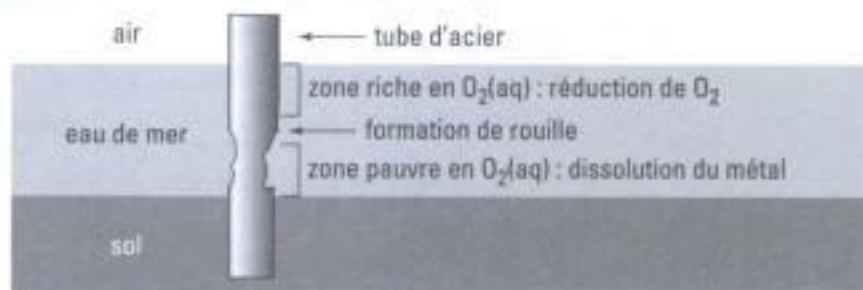 air
tube d'acier
zone riche en O₂(aq) : réduction de O₂
eau de mer
formation de rouille
zone pauvre en O₂(aq) : dissolution du métal
sol